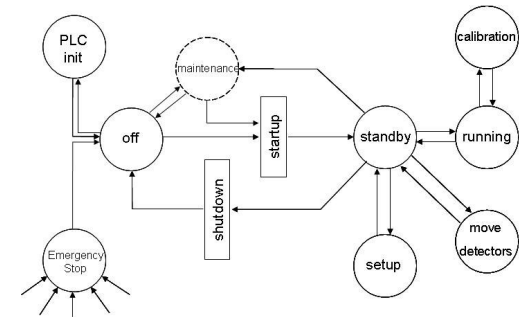 PLC
init
calibration
maintenance
off
startup
standby
running
shutdown
Emergency
Stop
setup
move
detectors